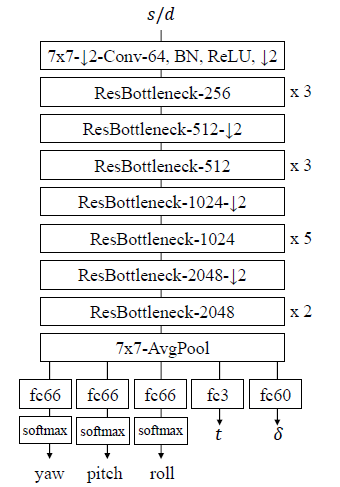 s/d
7x7-↓2-Conv-64, BN, ReLU, ↓2
ResBottleneck-256 x 3
ResBottleneck-512-↓2
ResBottleneck-512 x 3
ResBottleneck-1024-↓2
ResBottleneck-1024 x 5
ResBottleneck-2048-↓2
ResBottleneck-2048 x 2
7x7-AvgPool
fc66 fc66 fc66 fc3 fc60
softmax softmax softmax t δ
yaw pitch roll